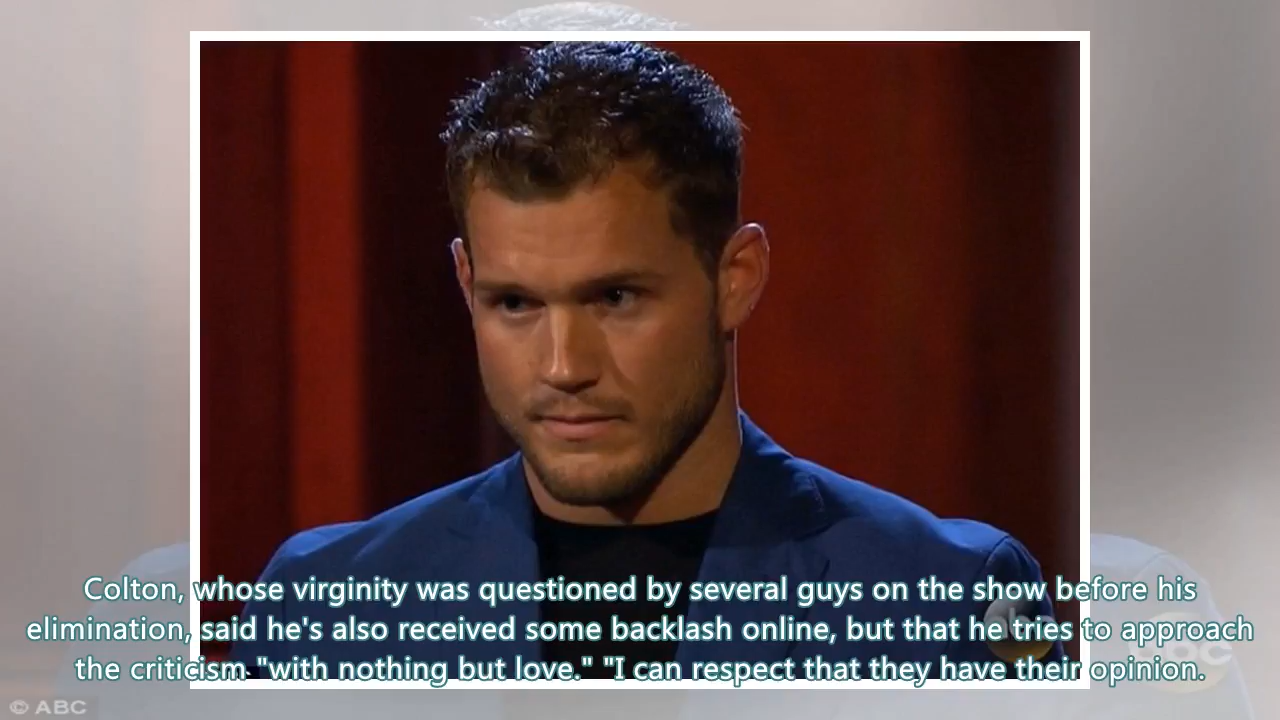 Colton, whose virginity was questioned by several guys on the show before his
elimination, said he's also received some backlash online, but that he tries to approach
the criticism "with nothing but love." "I can respect that they have their opinion.
© ABC